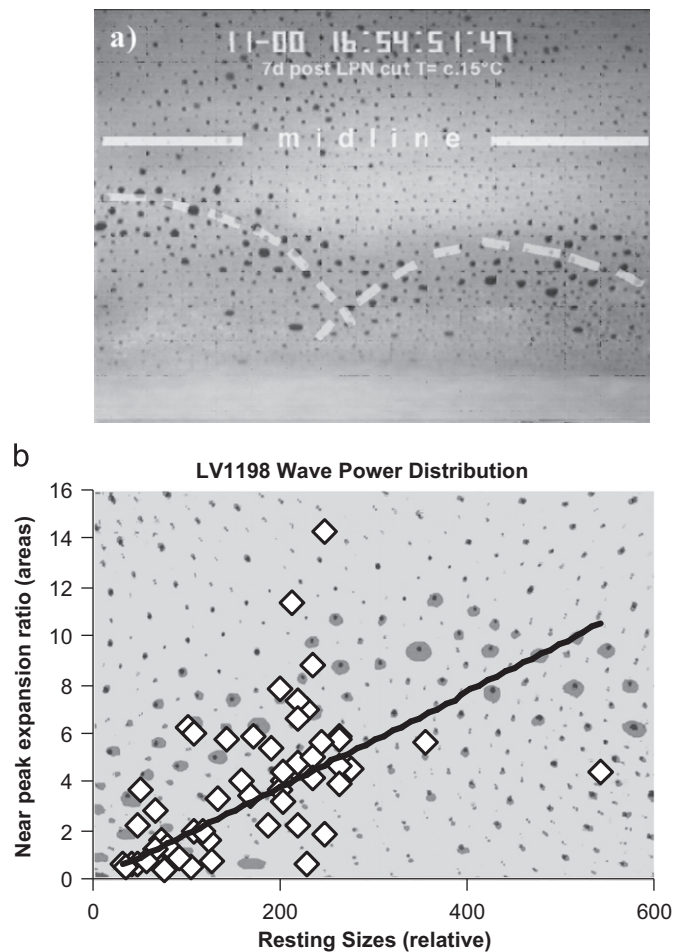 a)
11-00 16:54:51:47
7d post LPN cut T= c.15°C
midline
b
LV1198 Wave Power Distribution
16
14
12
10
8
6
4
2
0
Near peak expansion ratio (areas)
0 200 400 600
Resting Sizes (relative)